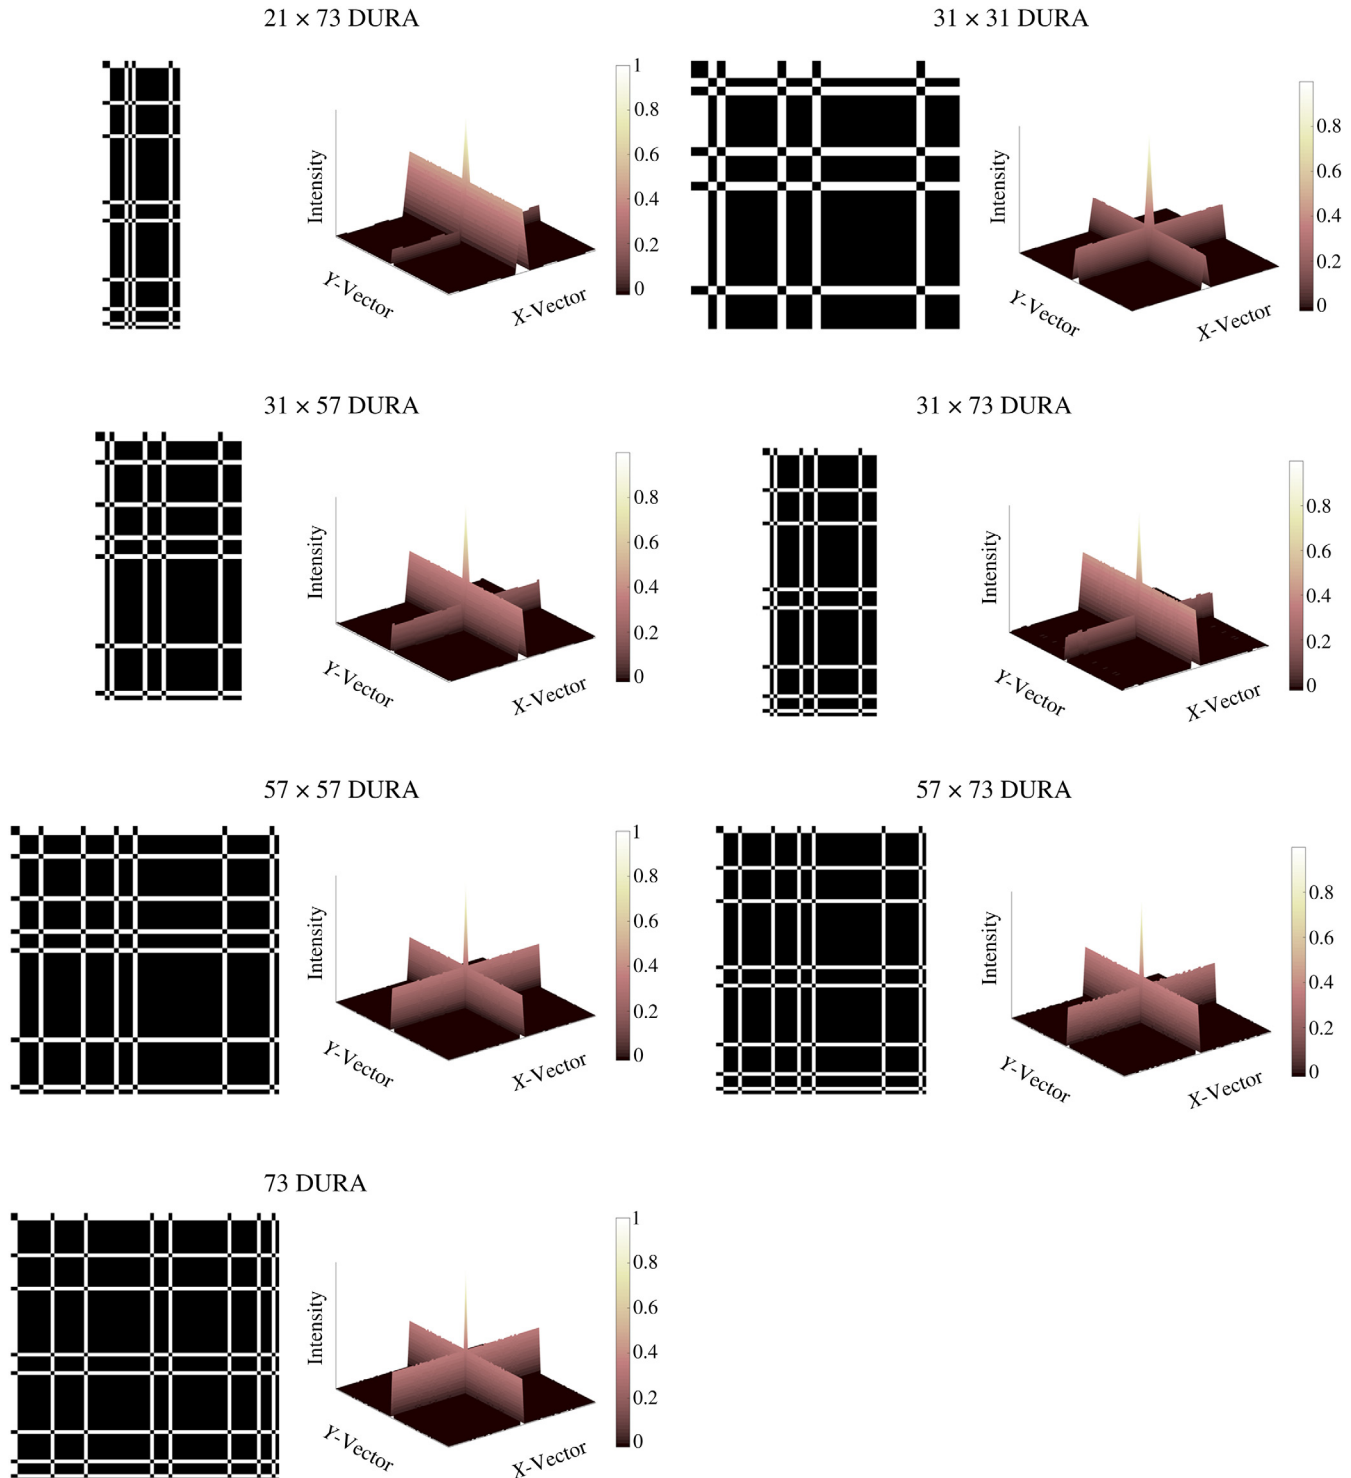 21 × 73 DURA
1
0.8
0.6
0.4
0.2
0
Intensity
Y-Vector
X-Vector
31 × 31 DURA
0.8
0.6
0.4
0.2
0
Intensity
Y-Vector
X-Vector
31 × 57 DURA
0.8
0.6
0.4
0.2
0
Intensity
Y-Vector
X-Vector
31 × 73 DURA
0.8
0.6
0.4
0.2
0
Intensity
Y-Vector
X-Vector
57 × 57 DURA
1
0.8
0.6
0.4
0.2
0
Intensity
Y-Vector
X-Vector
57 × 73 DURA
0.8
0.6
0.4
0.2
0
Intensity
Y-Vector
X-Vector
73 DURA
1
0.8
0.6
0.4
0.2
0
Intensity
Y-Vector
X-Vector